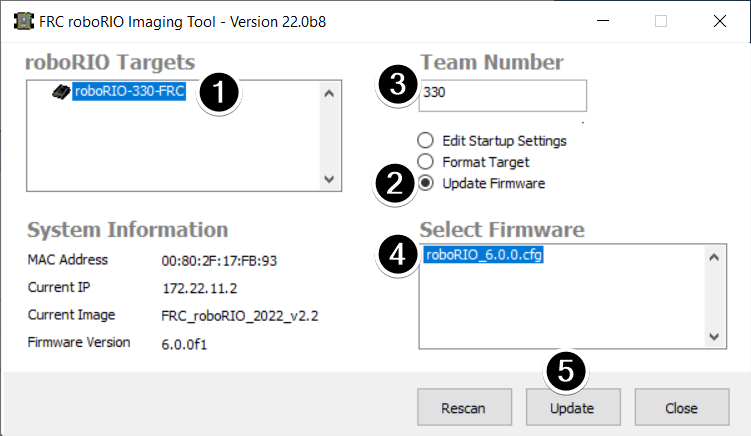 FRC roboRIO Imaging Tool - Version 22.0b8
roboRIO Targets
roboRIO-330-FRC
1
Team Number
3
330
Edit Startup Settings
Format Target
2
Update Firmware
System Information
MAC Address 00:80:2F:17:FB:93
Current IP 172.22.11.2
Current Image FRC_roboRIO_2022_v2.2
Firmware Version 6.0.0f1
Select Firmware
4
roboRIO_6.0.0.cfg
5
Rescan
Update
Close